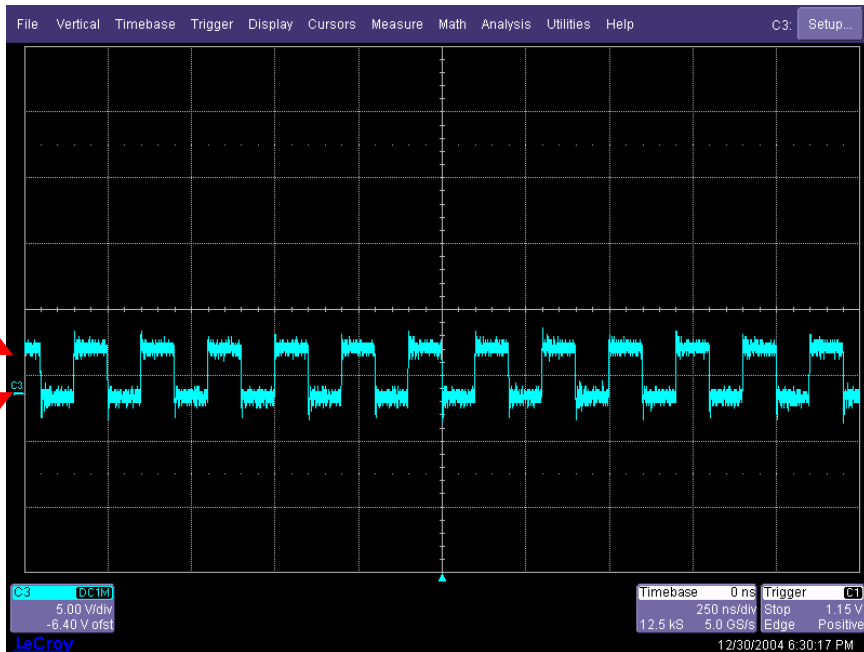 File Vertical Timebase Trigger Display Cursors Measure Math Analysis Utilities Help C3: Setup...
C3
C3 DC1M
5.00 V/div
-6.40 V ofst
Timebase 0 ns
250 ns/div
12.5 kS 5.0 GS/s
Trigger C1
Stop 1.15 V
Edge Positive
LeCroy
12/30/2004 6:30:17 PM